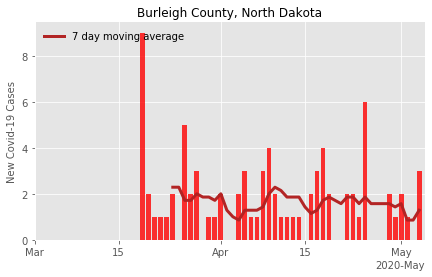 Burleigh County, North Dakota
7 day moving average
New Covid-19 Cases
8
6
4
2
0
Mar 15 Apr 15 May
2020-May